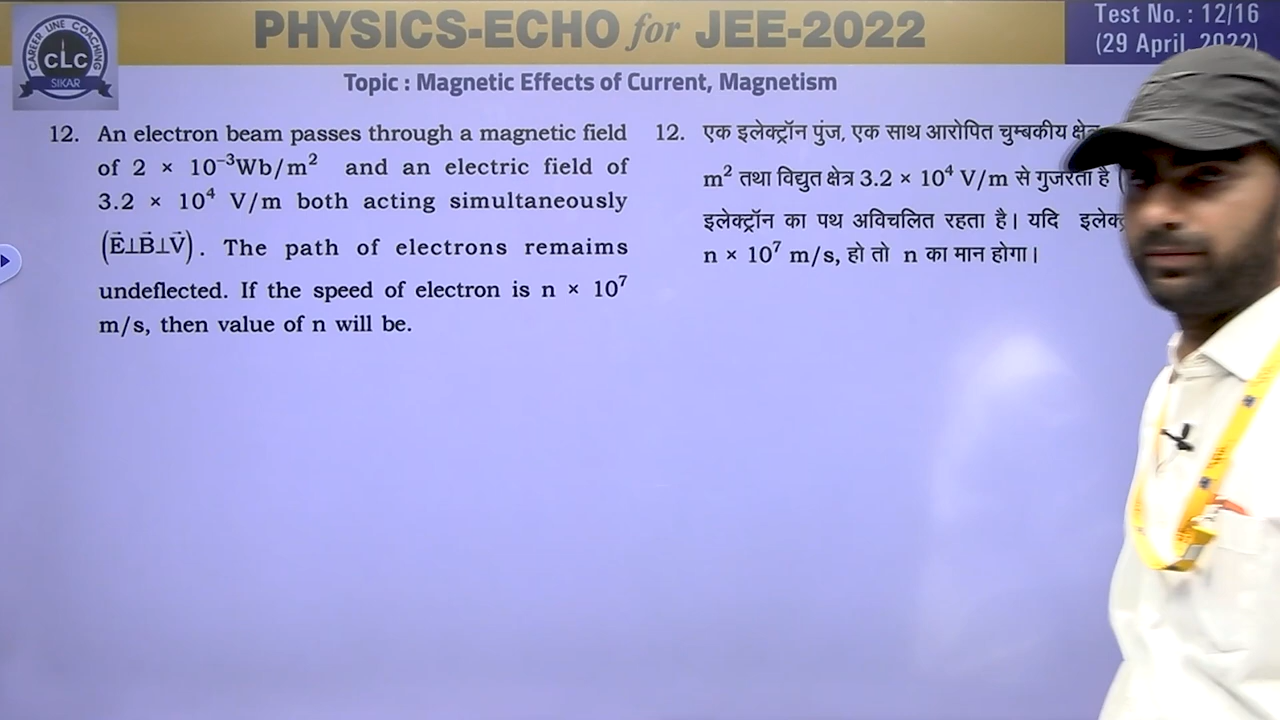 CAREER LINE COACHING
CLC
SIKAR
PHYSICS-ECHO for JEE-2022
Test No. : 12/16
(29 April, 2022)
Topic : Magnetic Effects of Current, Magnetism
12. An electron beam passes through a magnetic field
of 2 × 10⁻³Wb/m² and an electric field of
3.2 × 10⁴ V/m both acting simultaneously
(E⃗⊥B⃗⊥V⃗). The path of electrons remaims
undeflected. If the speed of electron is n × 10⁷
m/s, then value of n will be.
12. एक इलेक्ट्रॉन पुंज, एक साथ आरोपित चुम्बकीय
m² तथा विद्युत क्षेत्र 3.2 × 10⁴ V/m से गुजरता है
इलेक्ट्रॉन का पथ अविचलित रहता है। यदि
n × 10⁷ m/s, हो तो n का मान होगा।